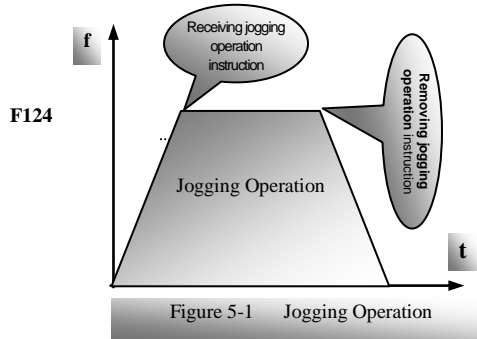 f
Receiving jogging
operation
instruction
Removing jogging
operation instruction
F124
..
Jogging Operation
t
Figure 5-1 Jogging Operation